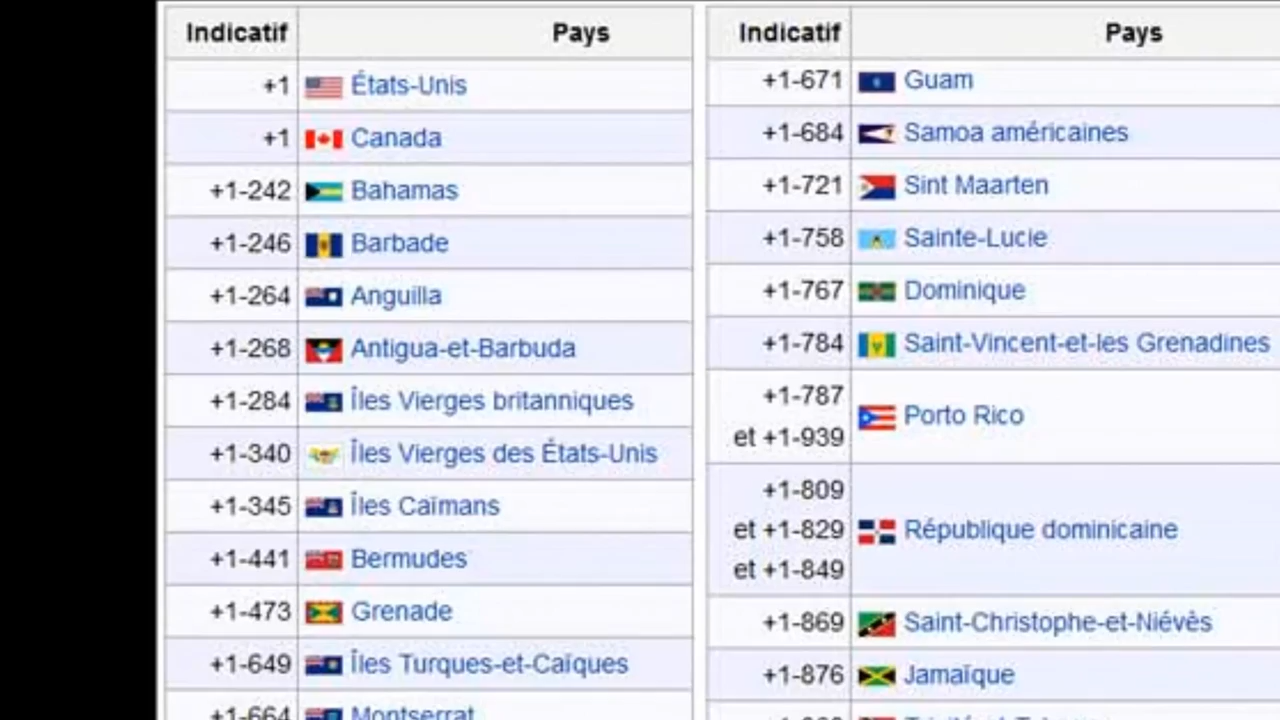 Indicatif Pays
+1 États-Unis
+1 Canada
+1-242 Bahamas
+1-246 Barbade
+1-264 Anguilla
+1-268 Antigua-et-Barbuda
+1-284 Îles Vierges britanniques
+1-340 Îles Vierges des États-Unis
+1-345 Îles Caïmans
+1-441 Bermudes
+1-473 Grenade
+1-649 Îles Turques-et-Caïques
+1-664 Montserrat
Indicatif Pays
+1-671 Guam
+1-684 Samoa américaines
+1-721 Sint Maarten
+1-758 Sainte-Lucie
+1-767 Dominique
+1-784 Saint-Vincent-et-les Grenadines
+1-787
et +1-939
Porto Rico
+1-809
et +1-829
et +1-849
République dominicaine
+1-869 Saint-Christophe-et-Niévès
+1-876 Jamaïque